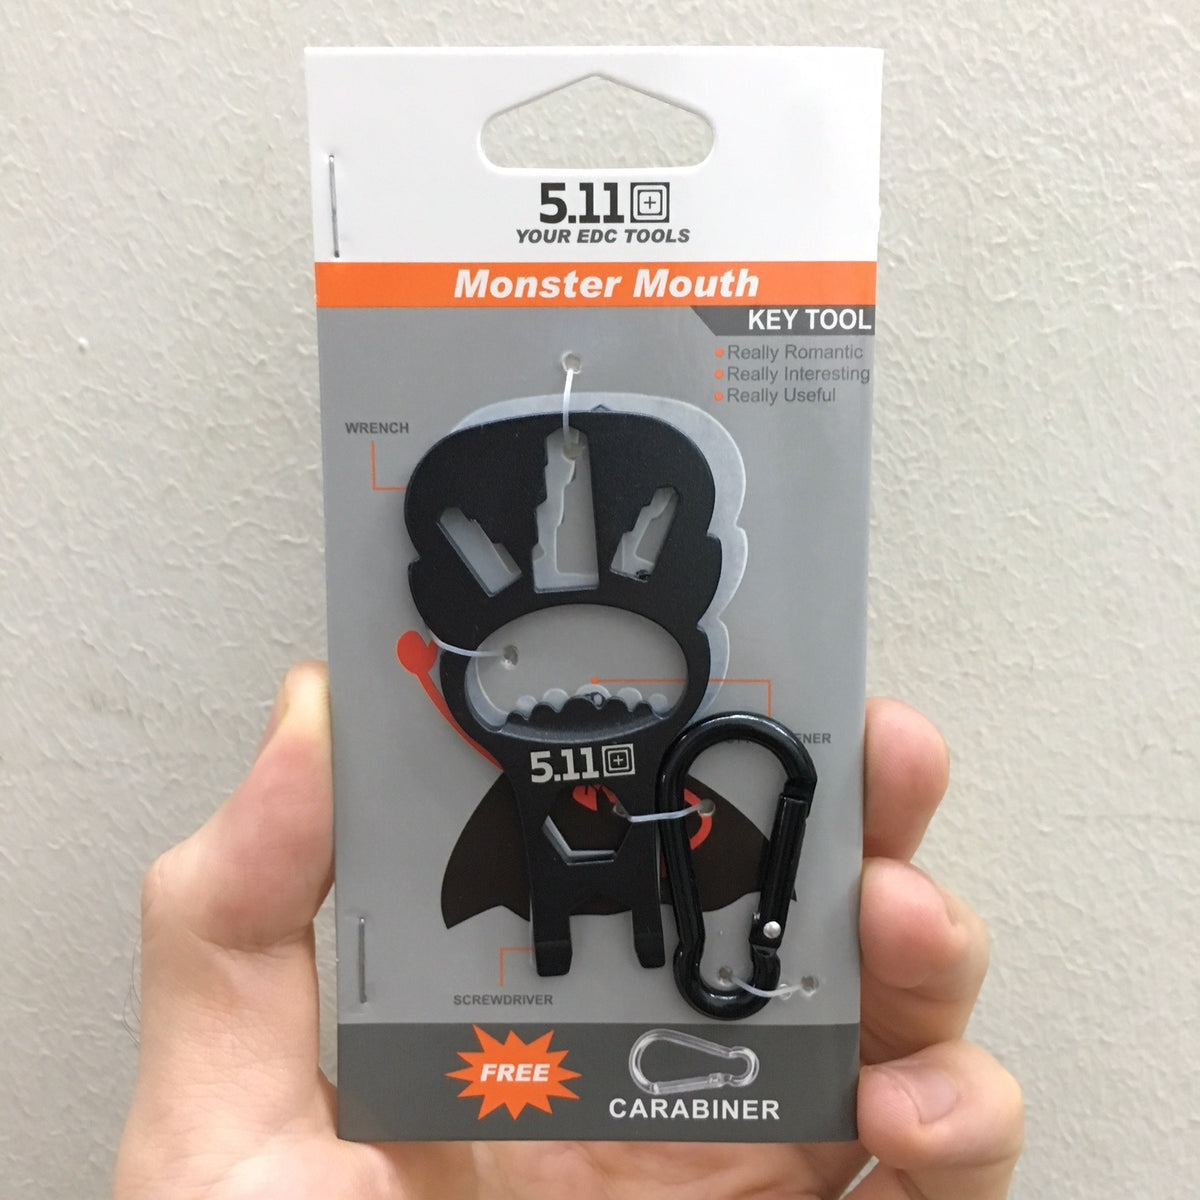 5.11
YOUR EDC TOOLS
Monster Mouth
KEY TOOL
Really Romantic
Really Interesting
Really Useful
WRENCH
5.11
SCREWDRIVER
FREE
CARABINER